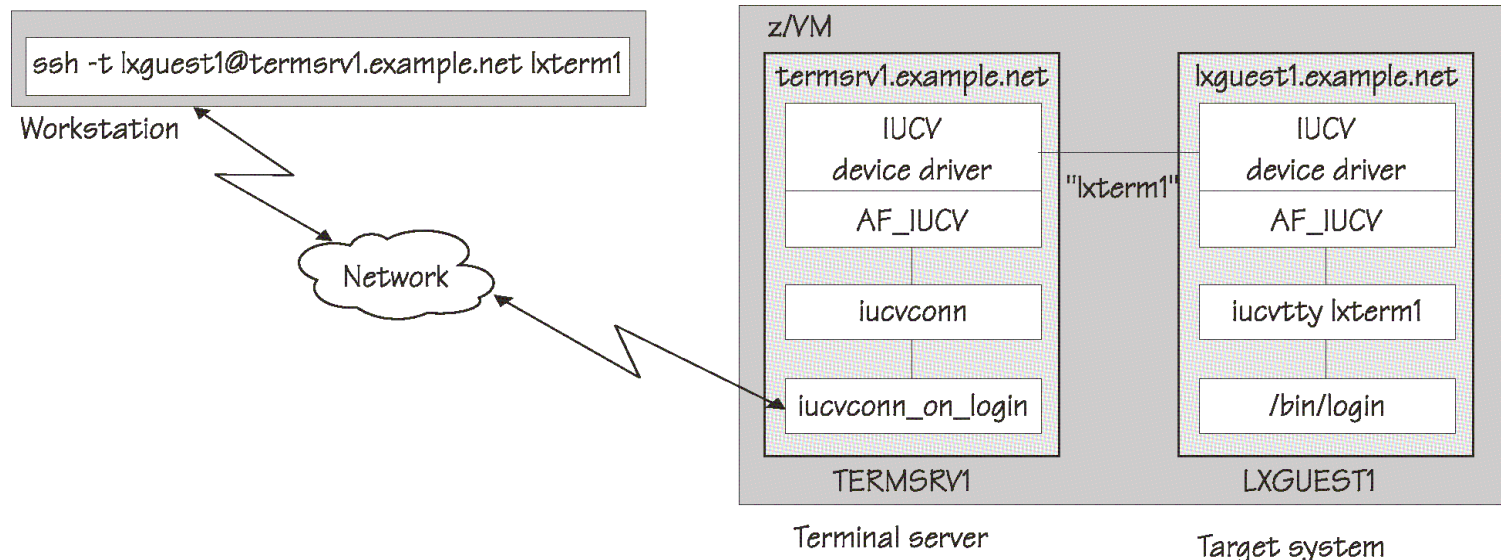 ssh -t lxguest1@termsrv1.example.net lxterm1
Workstation
Network
z/VM
termsrv1.example.net
IUCV
device driver
AF_IUCV
iucvconn
iucvconn_on_login
TERMSRV1
Terminal server
"lxterm1"
lxguest1.example.net
IUCV
device driver
AF_IUCV
iucvtty lxterm1
/bin/login
LXGUEST1
Target system